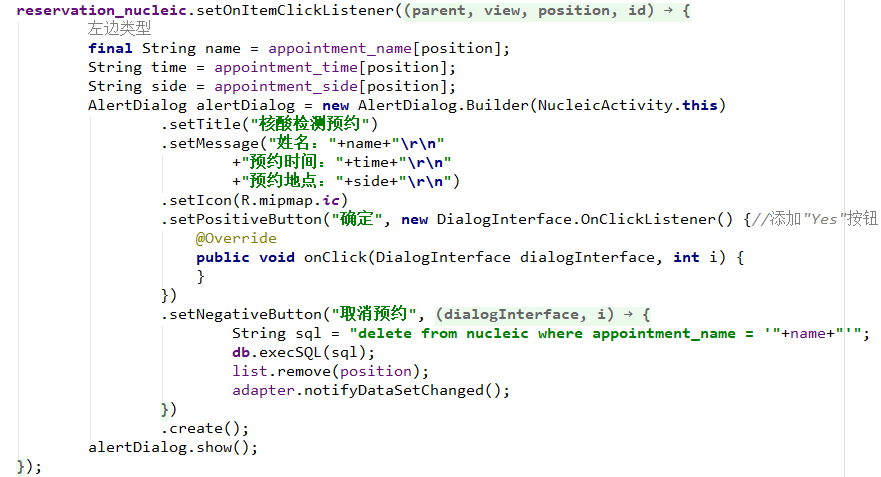 reservation_nucleic.setOnItemClickListener((parent, view, position, id) → {
左边类型
final String name = appointment_name[position];
String time = appointment_time[position];
String side = appointment_side[position];
AlertDialog alertDialog = new AlertDialog.Builder(NucleicActivity.this)
.setTitle("核酸检测预约")
.setMessage("姓名："+name+"\r\n"
+"预约时间："+time+"\r\n"
+"预约地点："+side+"\r\n")
.setIcon(R.mipmap.ic)
.setPositiveButton("确定", new DialogInterface.OnClickListener() {//添加"Yes"按钮
@Override
public void onClick(DialogInterface dialogInterface, int i) {
}
})
.setNegativeButton("取消预约", (dialogInterface, i) → {
String sql = "delete from nucleic where appointment_name = '"+name+"'";
db.execSQL(sql);
list.remove(position);
adapter.notifyDataSetChanged();
})
.create();
alertDialog.show();
});